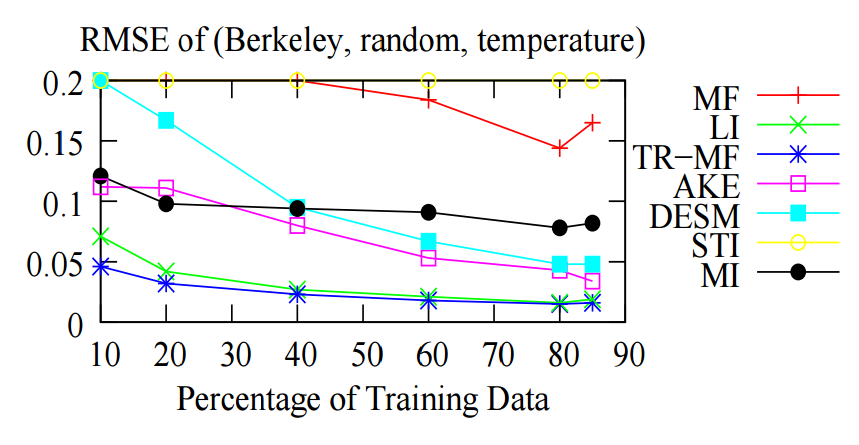 RMSE of (Berkeley, random, temperature)
0.2
0.15
0.1
0.05
0
10 20 30 40 50 60 70 80 90
Percentage of Training Data
MF
LI
TR−MF
AKE
DESM
STI
MI